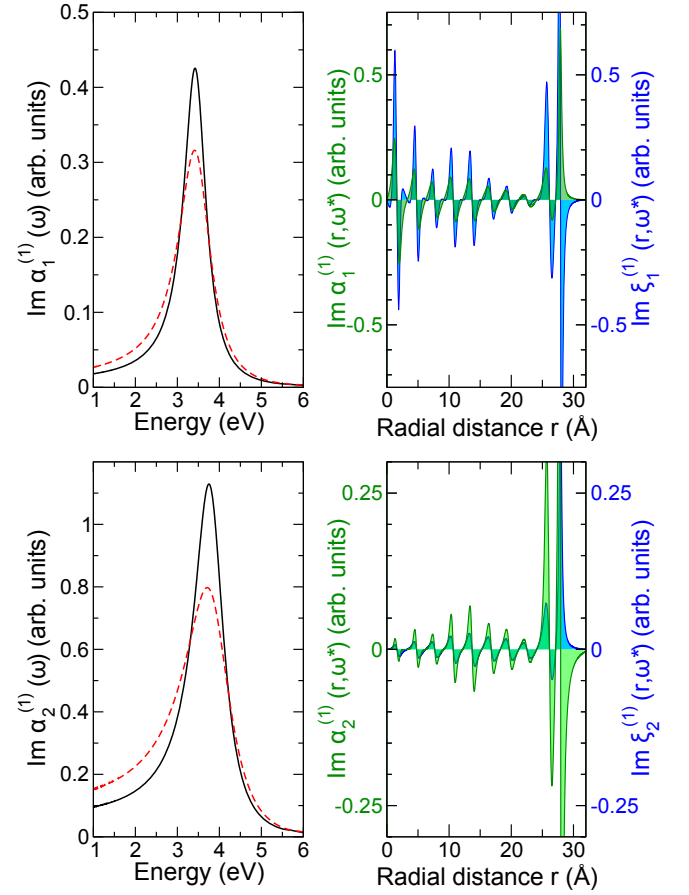 0.5
0.4
0.3
0.2
0.1
0
Im α₁⁽¹⁾ (ω) (arb. units)
1 2 3 4 5 6
Energy (eV)
0.5
0
-0.5
Im α₁⁽¹⁾ (r,ω*) (arb. units)
0.5
0
-0.5
Im ξ₁⁽¹⁾ (r,ω*) (arb. units)
0 10 20 30
Radial distance r (Å)
1
0.8
0.6
0.4
0.2
0
Im α₂⁽¹⁾ (ω) (arb. units)
1 2 3 4 5 6
Energy (eV)
0.25
0
-0.25
Im α₂⁽¹⁾ (r,ω*) (arb. units)
0.25
0
-0.25
Im ξ₂⁽¹⁾ (r,ω*) (arb. units)
0 10 20 30
Radial distance r (Å)